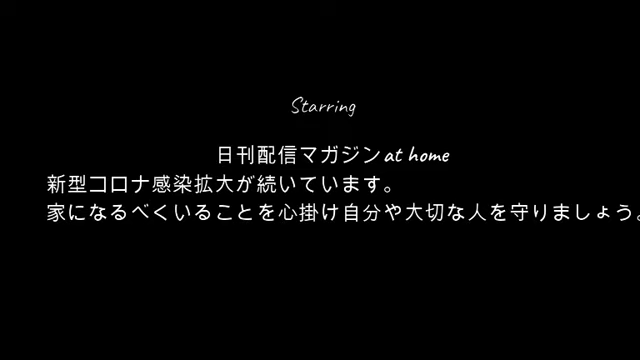 Starring
日刊配信マガジンat home
新型コロナ感染拡大が続いています。
家になるべくいることを心掛け自分や大切な人を守りましょう。